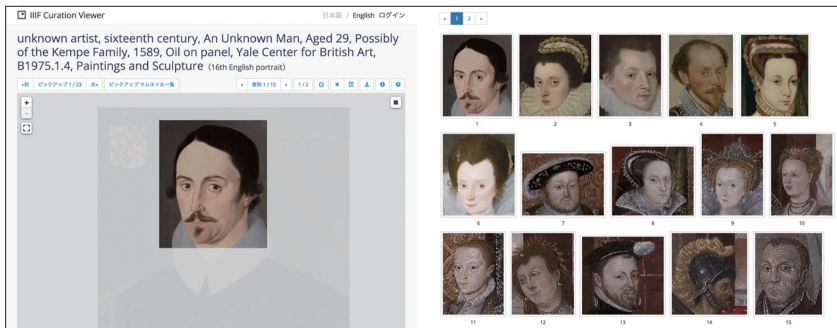 IIIF Curation Viewer
日本語 / English ログイン
unknown artist, sixteenth century, An Unknown Man, Aged 29, Possibly
of the Kempe Family, 1589, Oil on panel, Yale Center for British Art,
B1975.1.4, Paintings and Sculpture (16th English portrait)
«前 ピックアップ 1 / 23 次» ピックアップ サムネイル一覧 « 資料 1 / 15 » 1 / 2
+
-
« 1 2 »
1 2 3 4 5
6 7 8 9 10
11 12 13 14 15